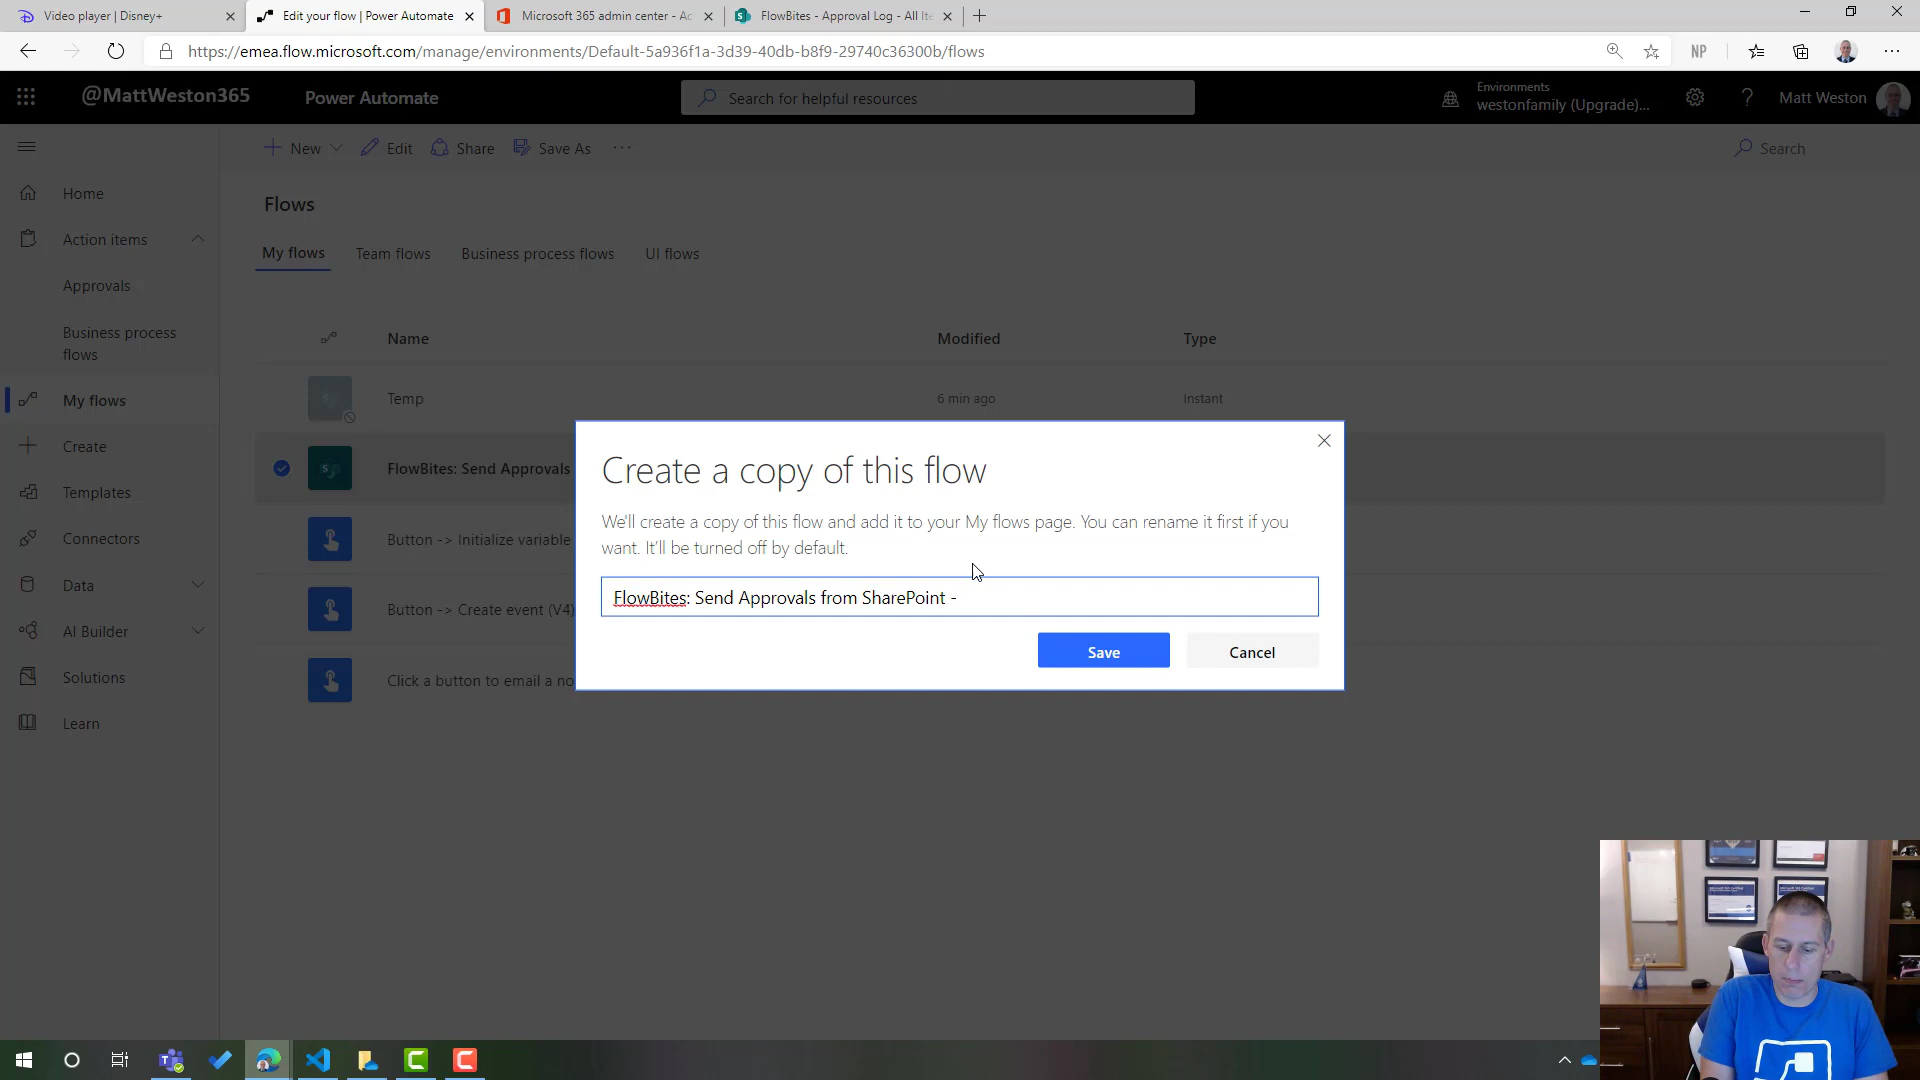 Video player | Disney+
Edit your flow | Power Automate
Microsoft 365 admin center - Ac
FlowBites - Approval Log - All Ite
https://emea.flow.microsoft.com/manage/environments/Default-5a936f1a-3d39-40db-b8f9-29740c36300b/flows
NP
@MattWeston365
Power Automate
Search for helpful resources
Environments
westonfamily (Upgrade)...
?
Matt Weston
New
Edit
Share
Save As
Search
Home
Action items
Approvals
Business process
flows
My flows
Create
Templates
Connectors
Data
AI Builder
Solutions
Learn
Flows
My flows
Team flows
Business process flows
UI flows
Name
Modified
Type
Temp
6 min ago
Instant
FlowBites: Send Approvals
Button -> Initialize variable
Button -> Create event (V4)
Click a button to email a no
Create a copy of this flow
We'll create a copy of this flow and add it to your My flows page. You can rename it first if you
want. It'll be turned off by default.
FlowBites: Send Approvals from SharePoint -
Save
Cancel